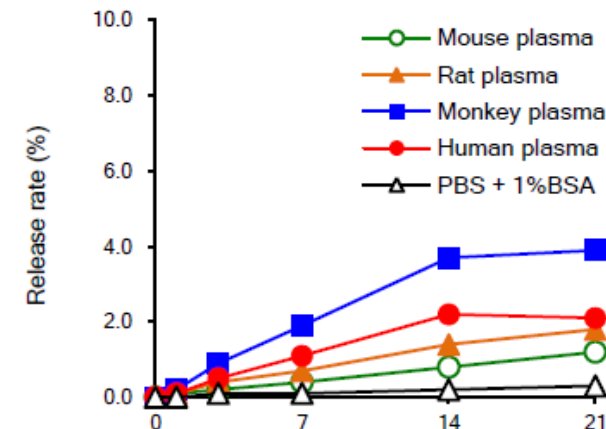 10.0
8.0
6.0
4.0
2.0
0.0
Release rate (%)
Mouse plasma
Rat plasma
Monkey plasma
Human plasma
PBS + 1%BSA
0 7 14 21